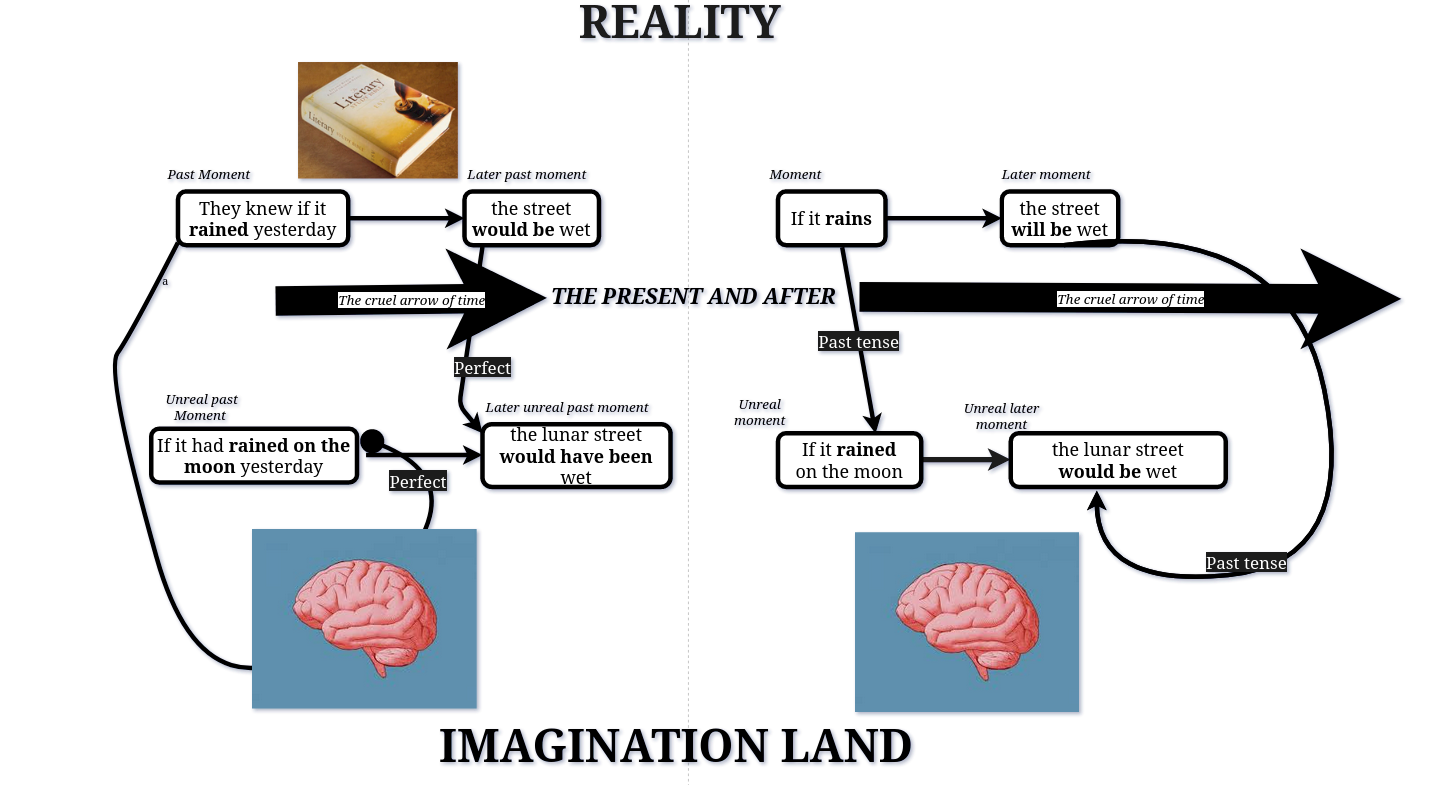 REALITY
Literary
Literary
Past Moment
Later past moment
Moment
Later moment
They knew if it
rained yesterday
the street
would be wet
If it rains
the street
will be wet
a
The cruel arrow of time
THE PRESENT AND AFTER
The cruel arrow of time
Past tense
Perfect
Unreal past
Moment
Later unreal past moment
Unreal
moment
Unreal later
moment
If it had rained on the
moon yesterday
the lunar street
would have been
wet
If it rained
on the moon
the lunar street
would be wet
Perfect
Past tense
IMAGINATION LAND